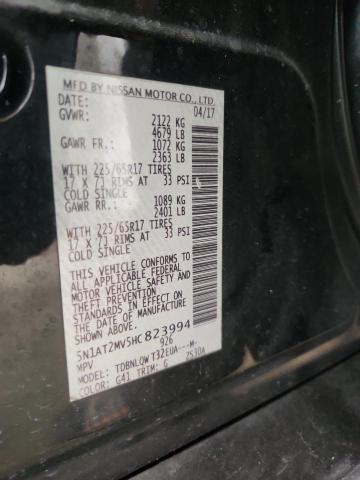 MFD BY NISSAN MOTOR CO., LTD.
DATE: 04/17
GVWR: 2122 KG
4679 LB
GAWR FR.: 1072 KG
2363 LB
WITH 225/65R17 TIRES
17 X 7J RIMS AT 33 PSI
COLD SINGLE
GAWR RR.: 1089 KG
2401 LB
WITH 225/65R17 TIRES
17 X 7J RIMS AT 33 PSI
COLD SINGLE
THIS VEHICLE CONFORMS TO
ALL APPLICABLE FEDERAL
MOTOR VEHICLE SAFETY AND
THEFT PREVENTION
STANDARDS IN EFFECT ON
THE DATE OF MANUFACTURE
SHOWN ABOVE.
5N1AT2MV5HC823994
MPV 926
MODEL: TDBNLQW T32EUA---M-
COLOR: G41 TRIM: G 2510A